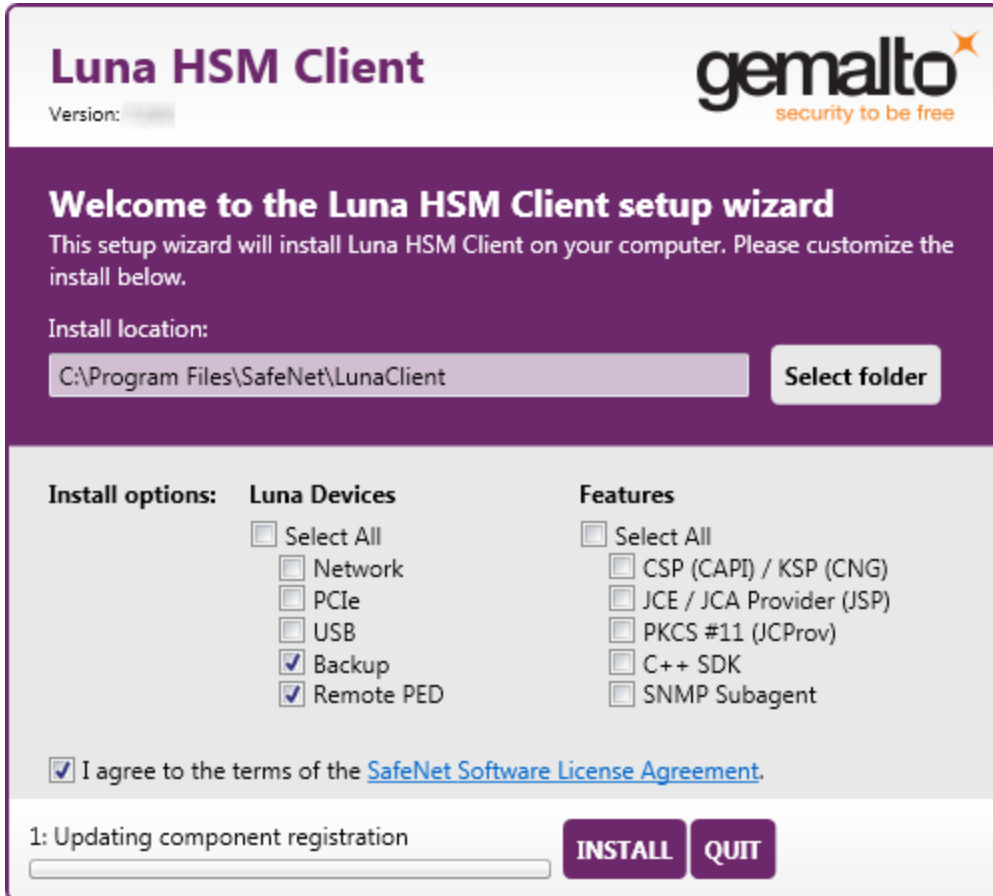 Luna HSM Client
Version:
gemalto
security to be free
Welcome to the Luna HSM Client setup wizard
This setup wizard will install Luna HSM Client on your computer. Please customize the
install below.
Install location:
C:\Program Files\SafeNet\LunaClient
Select folder
Install options:
Luna Devices
Select All
Network
PCIe
USB
Backup
Remote PED
Features
Select All
CSP (CAPI) / KSP (CNG)
JCE / JCA Provider (JSP)
PKCS #11 (JCProv)
C++ SDK
SNMP Subagent
I agree to the terms of the SafeNet Software License Agreement.
1: Updating component registration
INSTALL
QUIT